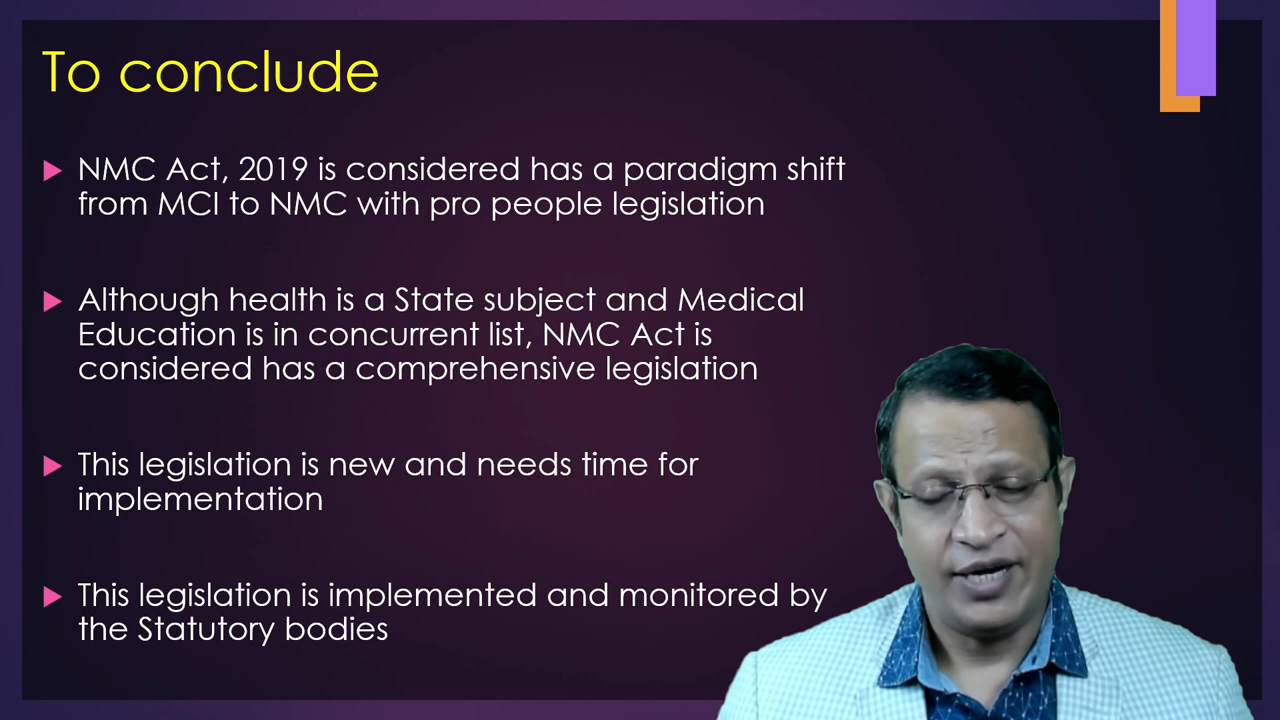 To conclude
NMC Act, 2019 is considered has a paradigm shift
from MCI to NMC with pro people legislation
Although health is a State subject and Medical
Education is in concurrent list, NMC Act is
considered has a comprehensive legislation
This legislation is new and needs time for
implementation
This legislation is implemented and monitored by
the Statutory bodies